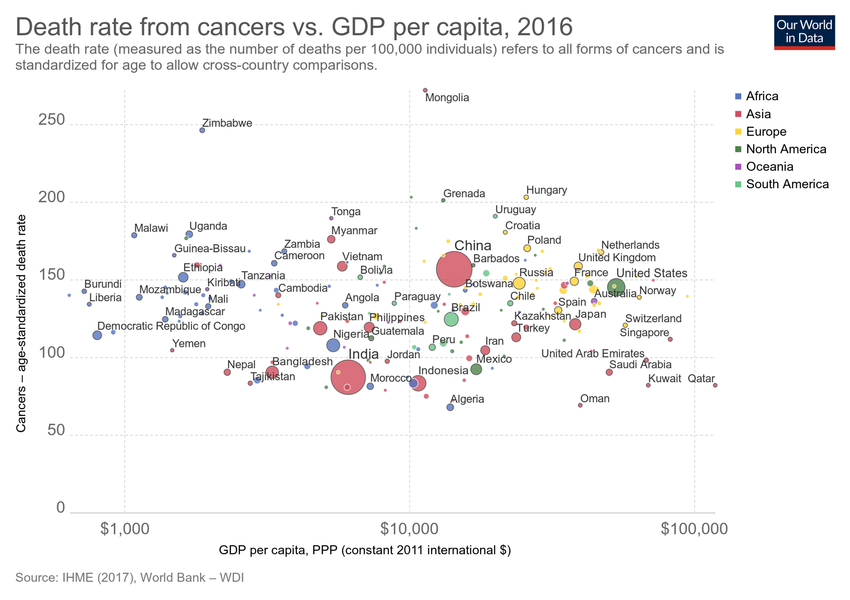 Death rate from cancers vs. GDP per capita, 2016
Our World
in Data
The death rate (measured as the number of deaths per 100,000 individuals) refers to all forms of cancers and is
standardized for age to allow cross-country comparisons.
Africa
Asia
Europe
North America
Oceania
South America
Cancers – age-standardized death rate
250
200
150
100
50
0
Mongolia
Zimbabwe
Grenada
Hungary
Tonga
Uruguay
Malawi
Uganda
Myanmar
Croatia
Guinea-Bissau
Zambia
China
Poland
Netherlands
Cameroon
Vietnam
Barbados
United Kingdom
Ethiopia
Kiribati
Tanzania
Bolivia
Botswana
Russia
France
United States
Burundi
Mozambique
Cambodia
Australia
Norway
Liberia
Mali
Angola
Paraguay
Chile
Spain
Madagascar
Pakistan
Philippines
Brazil
Kazakhstan
Japan
Switzerland
Democratic Republic of Congo
Nigeria
Guatemala
Turkey
Singapore
Yemen
Peru
Iran
India
Jordan
Mexico
United Arab Emirates
Nepal
Bangladesh
Saudi Arabia
Tajikistan
Morocco
Indonesia
Kuwait
Qatar
Algeria
Oman
$1,000
$10,000
$100,000
GDP per capita, PPP (constant 2011 international $)
Source: IHME (2017), World Bank – WDI